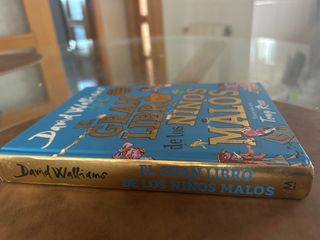 David Walliams
EL GRAN
LIBRO
de los NIÑOS
MALOS
Tony Ross
David Walliams
EL GRAN LIBRO
DE LOS NIÑOS MALOS